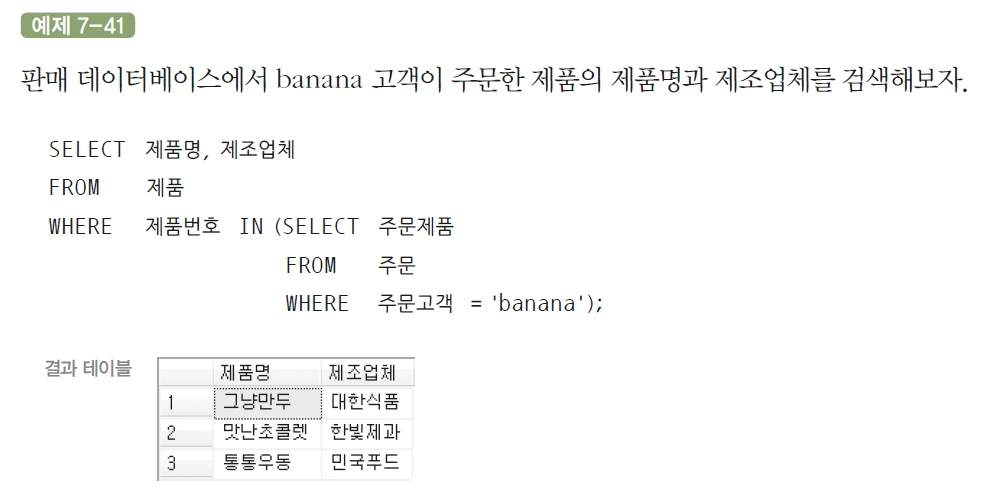 예제 7-41
판매 데이터베이스에서 banana 고객이 주문한 제품의 제품명과 제조업체를 검색해보자.
SELECT 제품명, 제조업체
FROM 제품
WHERE 제품번호 IN (SELECT 주문제품
FROM 주문
WHERE 주문고객 = 'banana');
결과 테이블
제품명 제조업체
1 그냥만두 대한식품
2 맛난초콜렛 한빛제과
3 통통우동 민국푸드